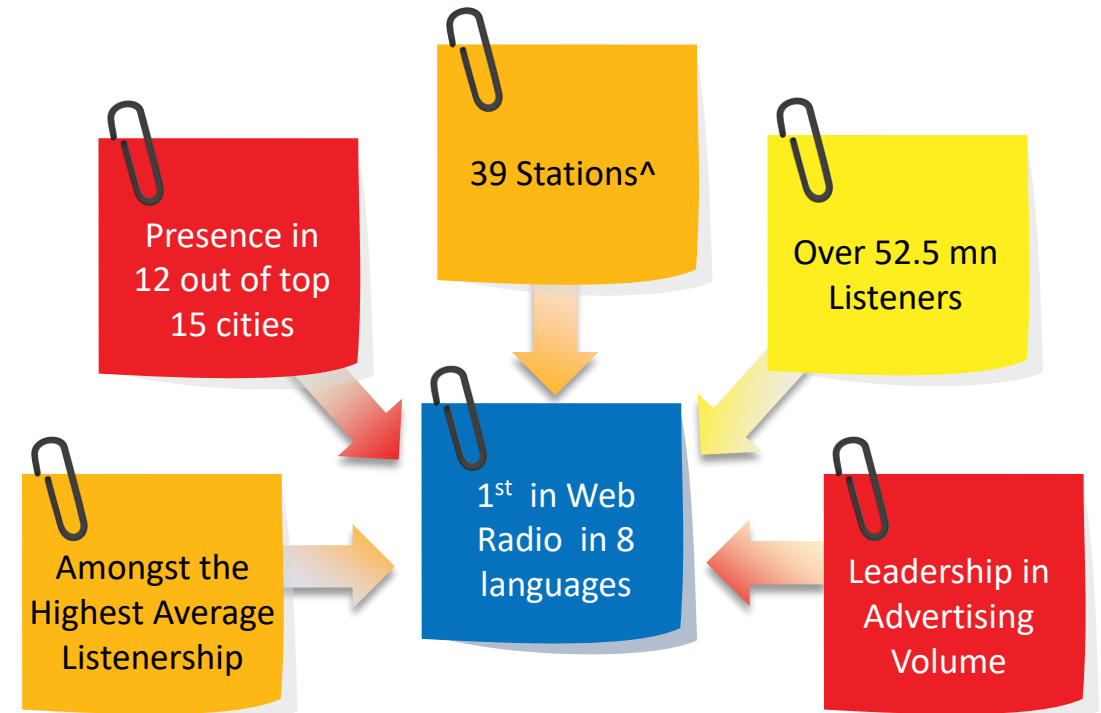 39 Stations^
Presence in
12 out of top
15 cities
Over 52.5 mn
Listeners
1st in Web
Radio in 8
languages
Amongst the
Highest Average
Listenership
Leadership in
Advertising
Volume